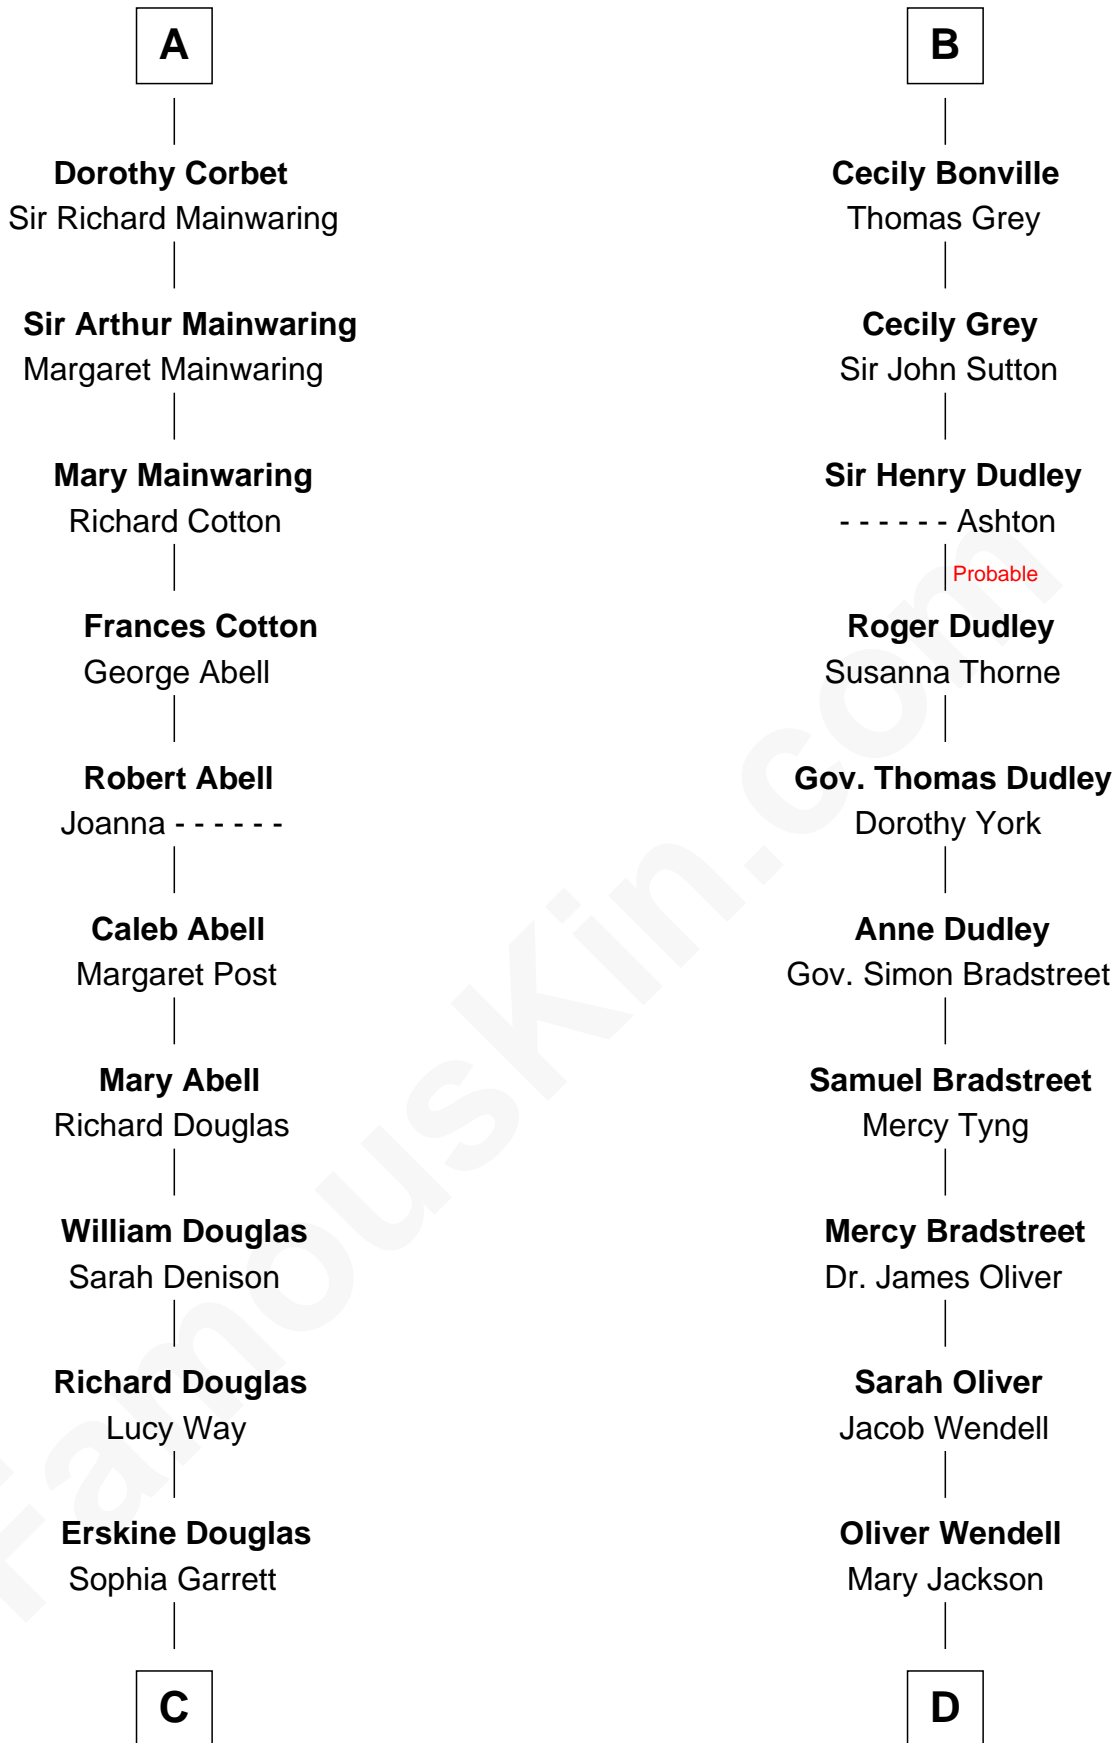 A
Dorothy Corbet
Sir Richard Mainwaring
Sir Arthur Mainwaring
Margaret Mainwaring
Mary Mainwaring
Richard Cotton
Frances Cotton
George Abell
Robert Abell
Joanna - - - - - -
Caleb Abell
Margaret Post
Mary Abell
Richard Douglas
William Douglas
Sarah Denison
Richard Douglas
Lucy Way
Erskine Douglas
Sophia Garrett
C
B
Cecily Bonville
Thomas Grey
Cecily Grey
Sir John Sutton
Sir Henry Dudley
- - - - - - Ashton
Probable
Roger Dudley
Susanna Thorne
Gov. Thomas Dudley
Dorothy York
Anne Dudley
Gov. Simon Bradstreet
Samuel Bradstreet
Mercy Tyng
Mercy Bradstreet
Dr. James Oliver
Sarah Oliver
Jacob Wendell
Oliver Wendell
Mary Jackson
D
FamousKin.com